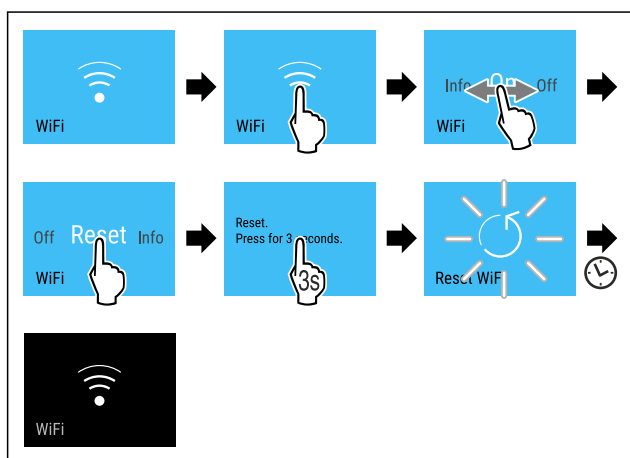 WiFi
WiFi
Info On Off
WiFi
Off Reset Info
WiFi
Reset.
Press for 3 seconds.
3s
Reset WiFi
WiFi